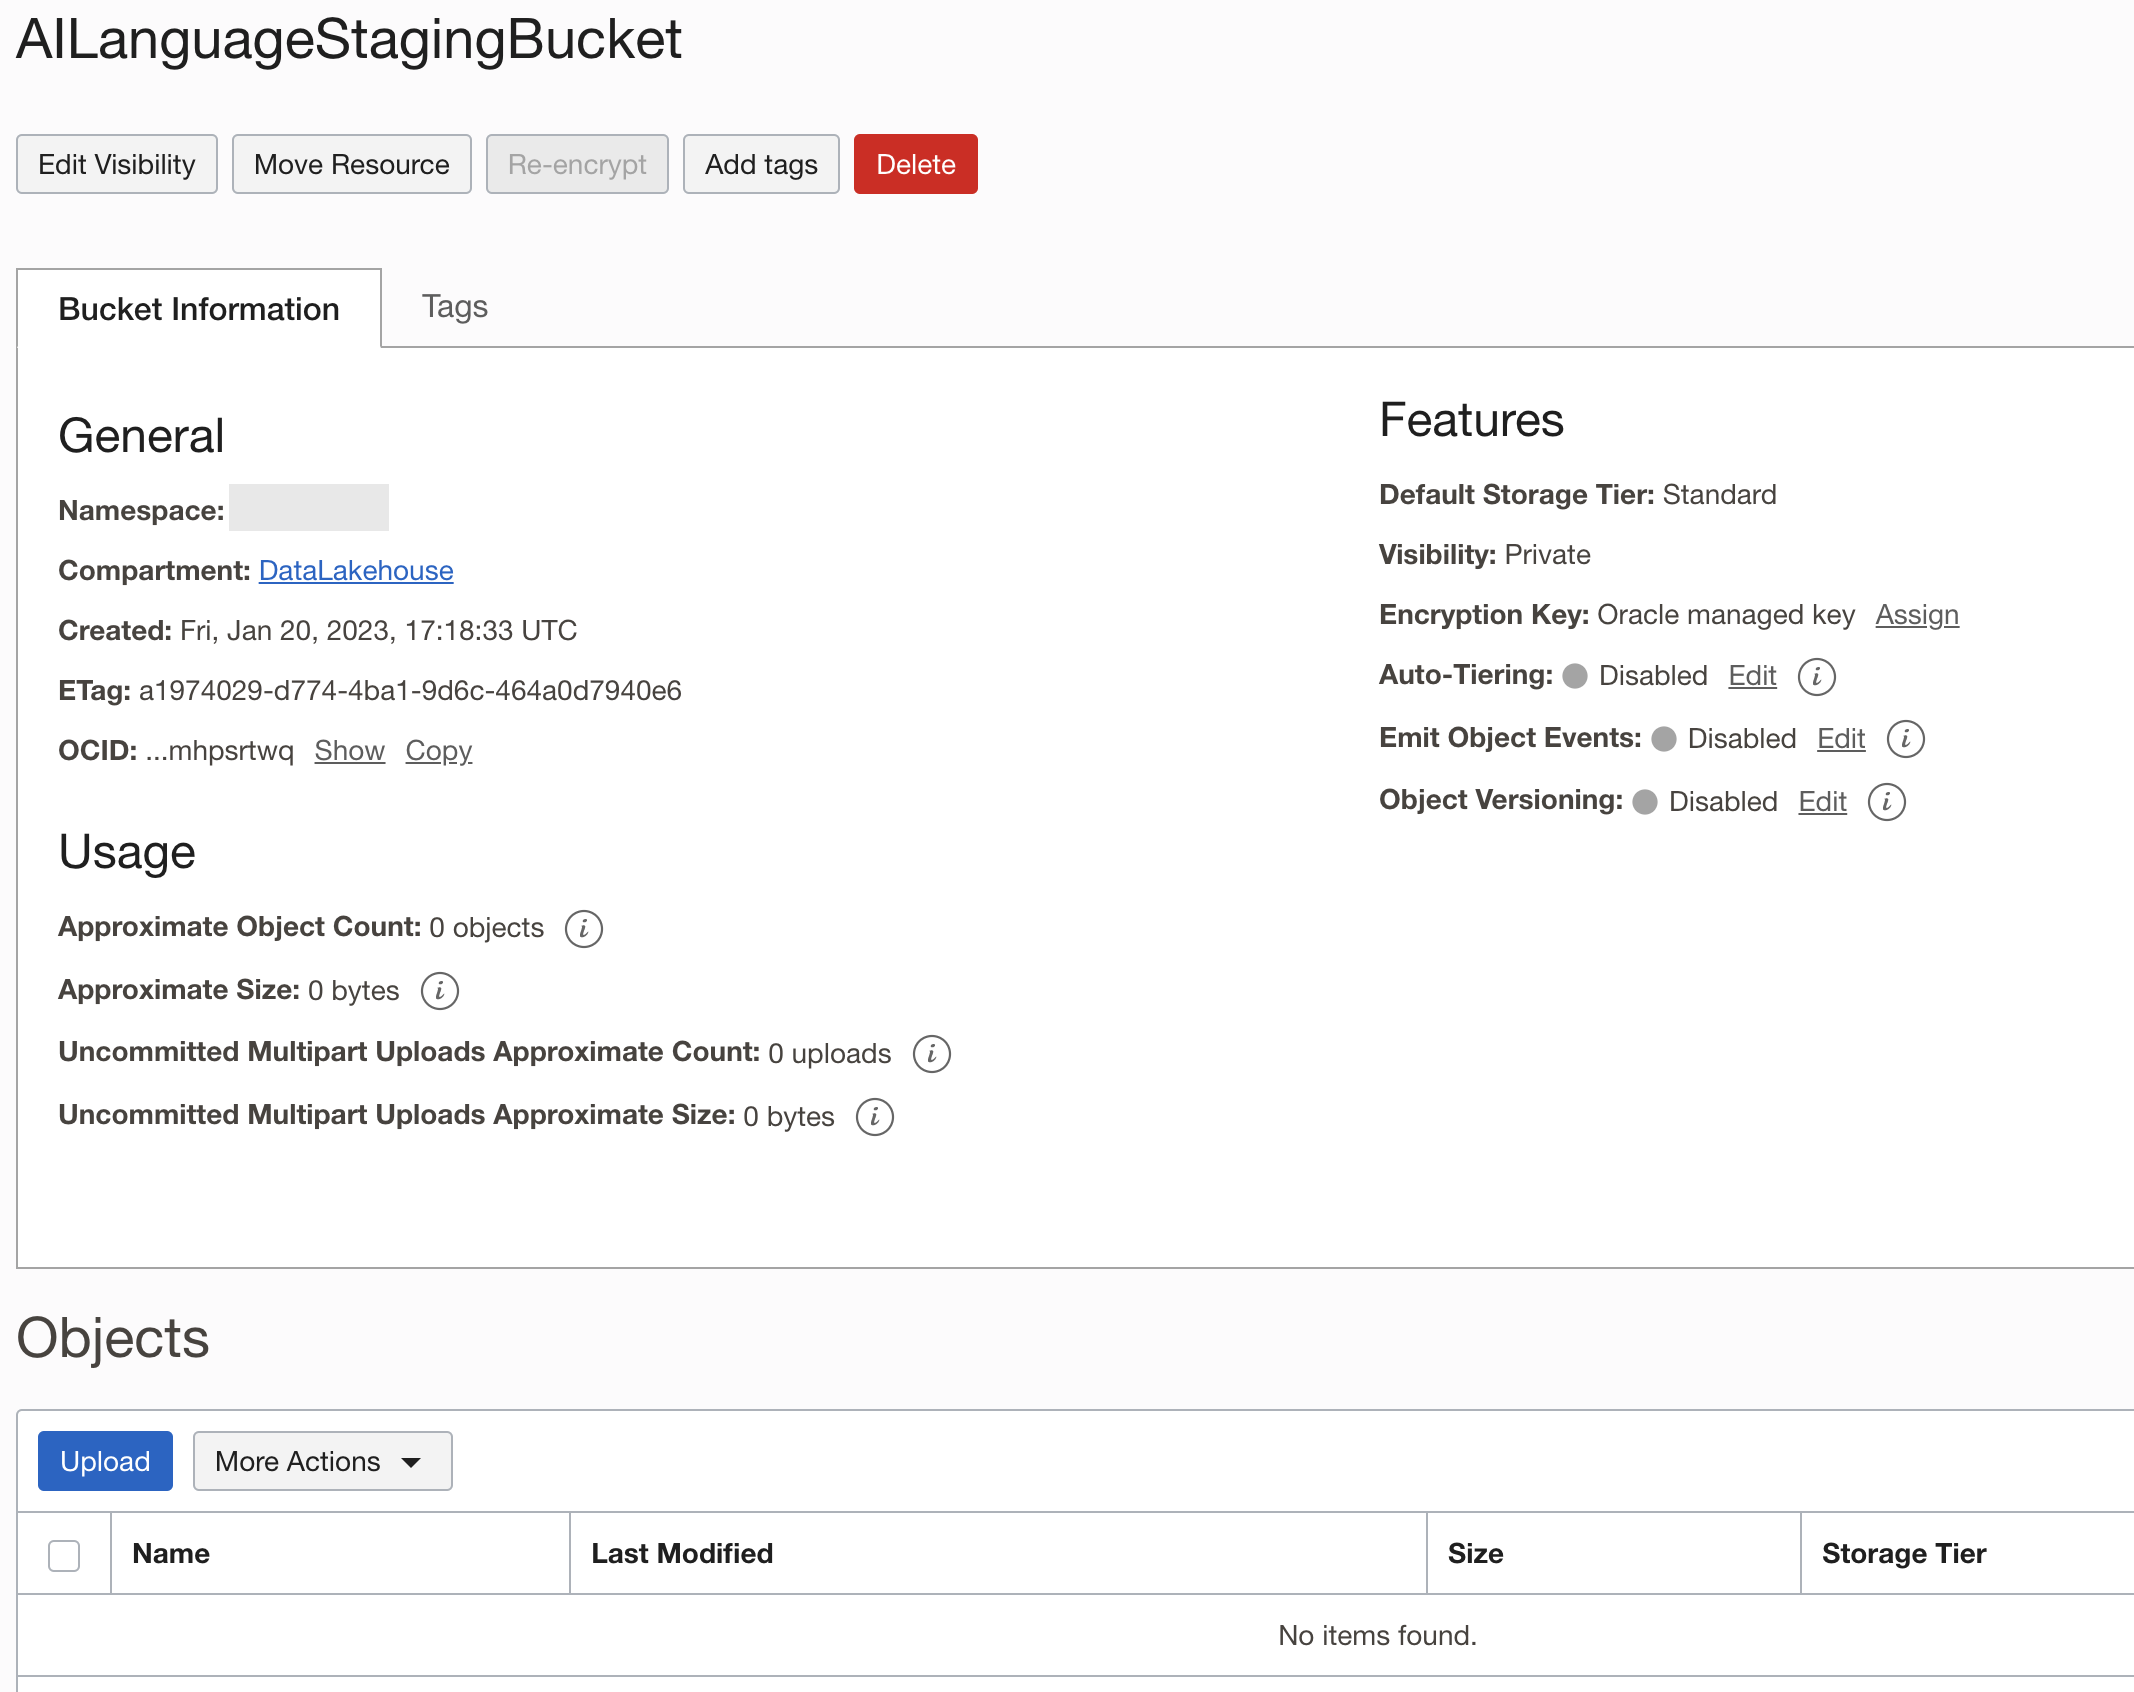 AILanguageStagingBucket
Edit Visibility Move Resource Re-encrypt Add tags Delete
Bucket Information Tags
General
Namespace:
Compartment: DataLakehouse
Created: Fri, Jan 20, 2023, 17:18:33 UTC
ETag: a1974029-d774-4ba1-9d6c-464a0d7940e6
OCID: ...mhpsrtwq Show Copy
Usage
Approximate Object Count: 0 objects i
Approximate Size: 0 bytes i
Uncommitted Multipart Uploads Approximate Count: 0 uploads i
Uncommitted Multipart Uploads Approximate Size: 0 bytes i
Features
Default Storage Tier: Standard
Visibility: Private
Encryption Key: Oracle managed key Assign
Auto-Tiering: Disabled Edit i
Emit Object Events: Disabled Edit i
Object Versioning: Disabled Edit i
Objects
Upload More Actions
Name Last Modified Size Storage Tier
No items found.